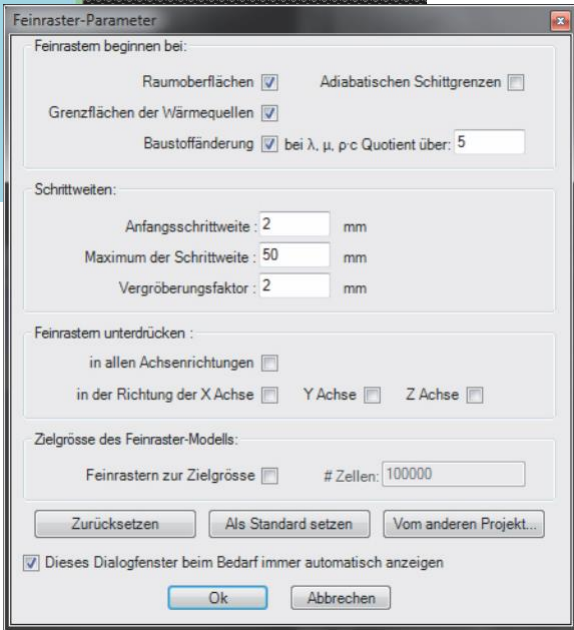 Feinraster-Parameter
Feinrastern beginnen bei:
Raumoberflächen Adiabatischen Schittgrenzen
Grenzflächen der Wärmequellen
Baustoffänderung bei λ, μ, ρ·c Quotient über: 5
Schrittweiten:
Anfangsschrittweite : 2 mm
Maximum der Schrittweite : 50 mm
Vergröberungsfaktor : 2 mm
Feinrastern unterdrücken :
in allen Achsenrichtungen
in der Richtung der X Achse Y Achse Z Achse
Zielgrösse des Feinraster-Modells:
Feinrastern zur Zielgrösse # Zellen: 100000
Zurücksetzen Als Standard setzen Vom anderen Projekt...
Dieses Dialogfenster beim Bedarf immer automatisch anzeigen
Ok Abbrechen